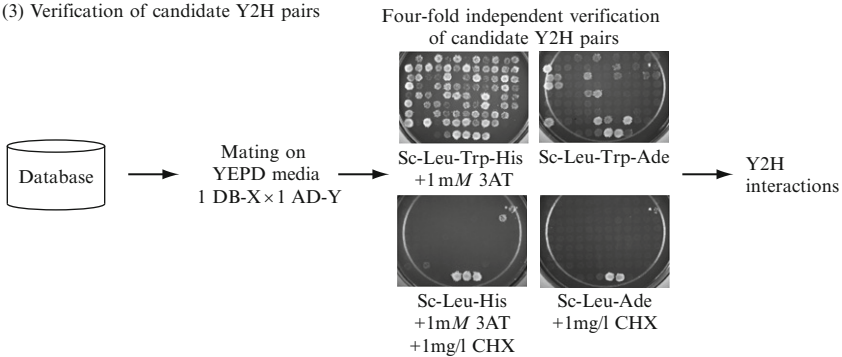 (3) Verification of candidate Y2H pairs
Four-fold independent verification
of candidate Y2H pairs
Database
Mating on
YEPD media
1 DB-X × 1 AD-Y
Sc-Leu-Trp-His
+1mM 3AT
Sc-Leu-Trp-Ade
Sc-Leu-His
+1mM 3AT
+1mg/l CHX
Sc-Leu-Ade
+1mg/l CHX
Y2H
interactions